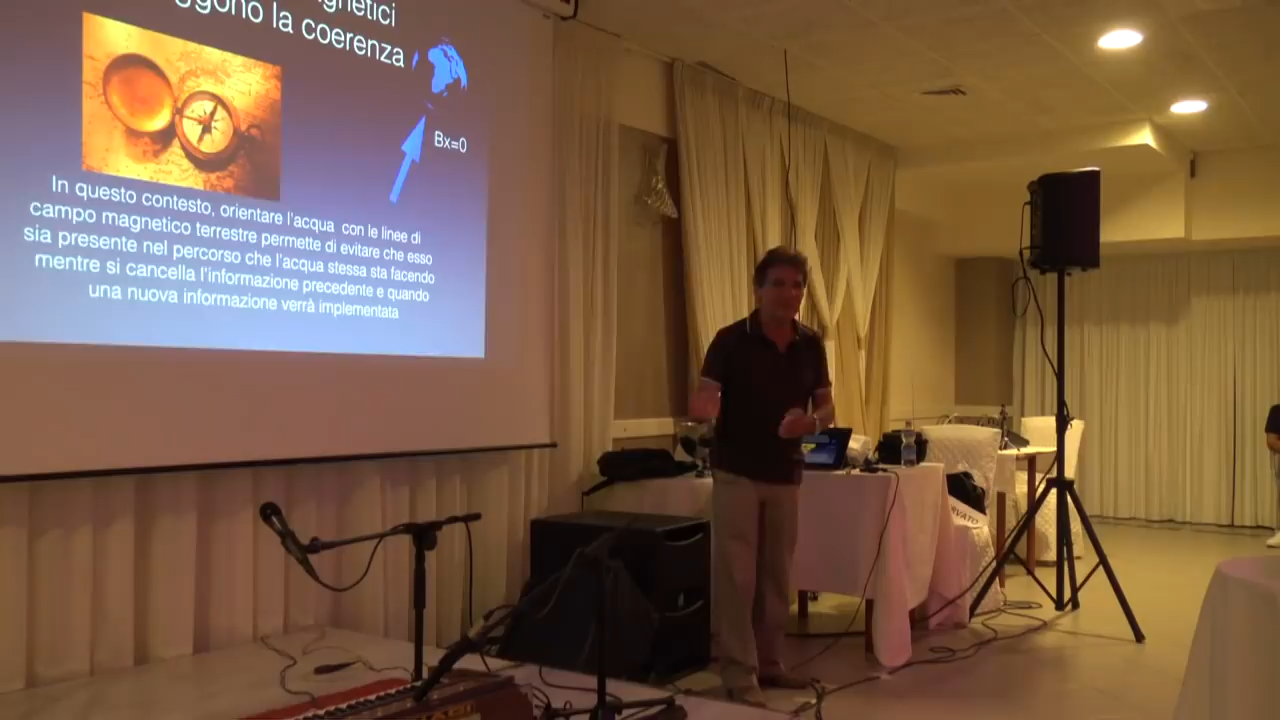 la coerenza
Bx=0
In questo contesto, orientare l'acqua con le linee di
campo magnetico terrestre permette di evitare che esso
sia presente nel percorso che l'acqua stessa sta facendo
mentre si cancella l'informazione precedente e quando
una nuova informazione verrà implementata